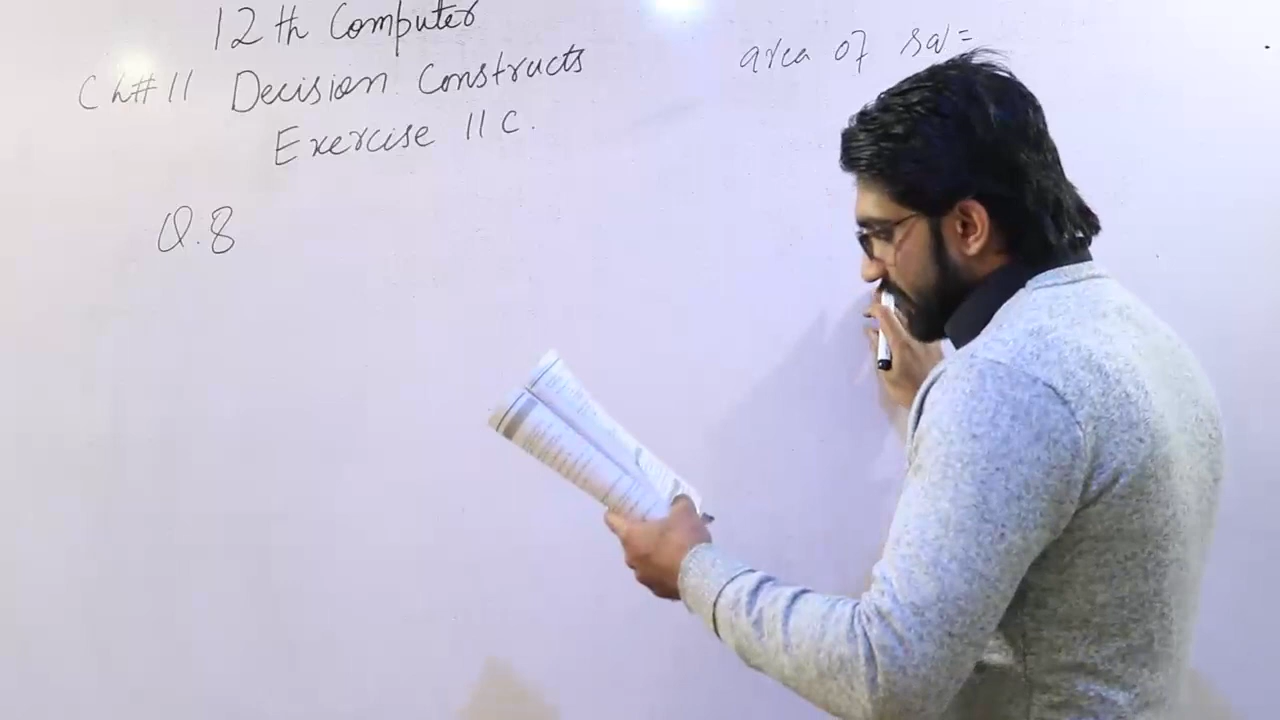 12th Computer
Ch#11 Decision Constructs
Exercise 11C.
Q.8
area of sq=